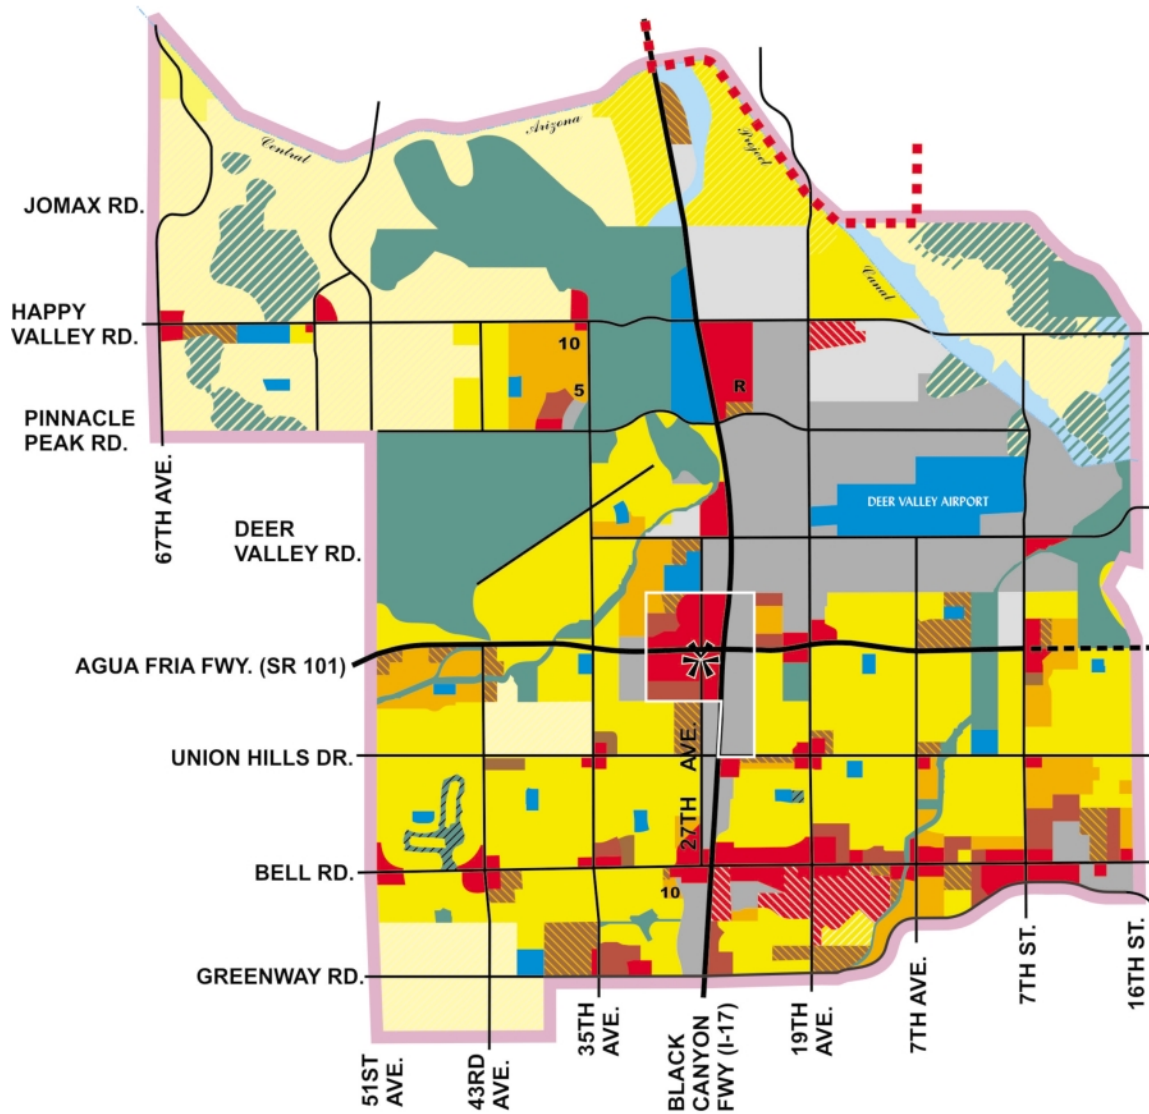 Central
Arizona
Project
Canal
JOMAX RD.
HAPPY
VALLEY RD.
10
5
R
PINNACLE
PEAK RD.
67TH AVE.
DEER VALLEY AIRPORT
DEER
VALLEY RD.
AGUA FRIA FWY. (SR 101)
UNION HILLS DR.
27TH AVE.
BELL RD.
10
GREENWAY RD.
51ST
AVE.
43RD
AVE.
35TH
AVE.
BLACK
CANYON
FWY (I-17)
19TH
AVE.
7TH AVE.
7TH ST.
16TH ST.